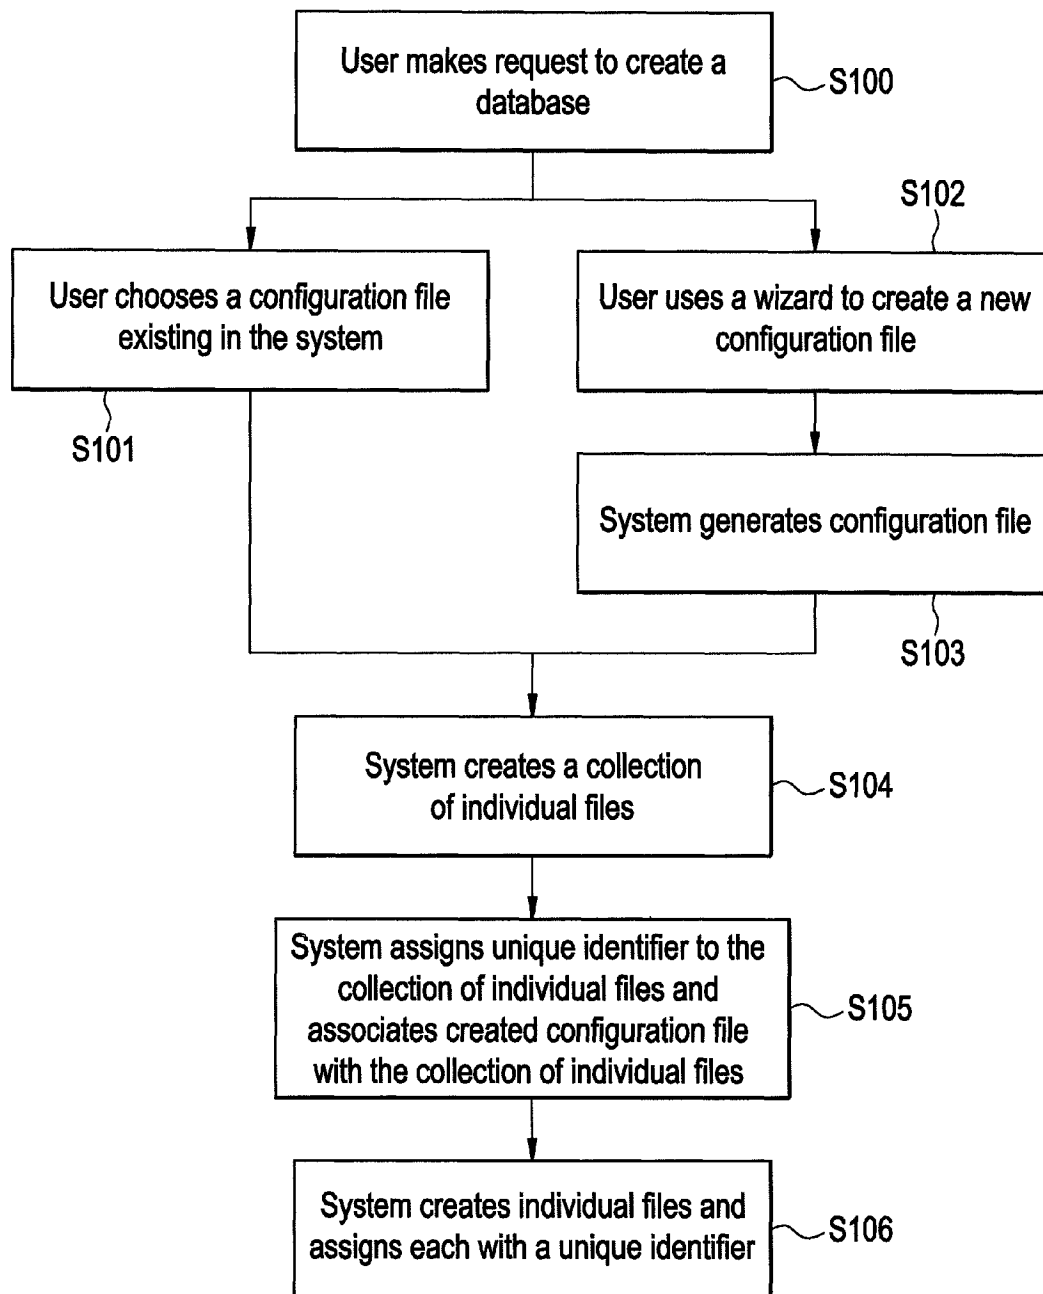 User makes request to create a
database
S100
S102
User chooses a configuration file
existing in the system
S101
User uses a wizard to create a new
configuration file
System generates configuration file
S103
System creates a collection
of individual files
S104
System assigns unique identifier to the
collection of individual files and
associates created configuration file
with the collection of individual files
S105
System creates individual files and
assigns each with a unique identifier
S106